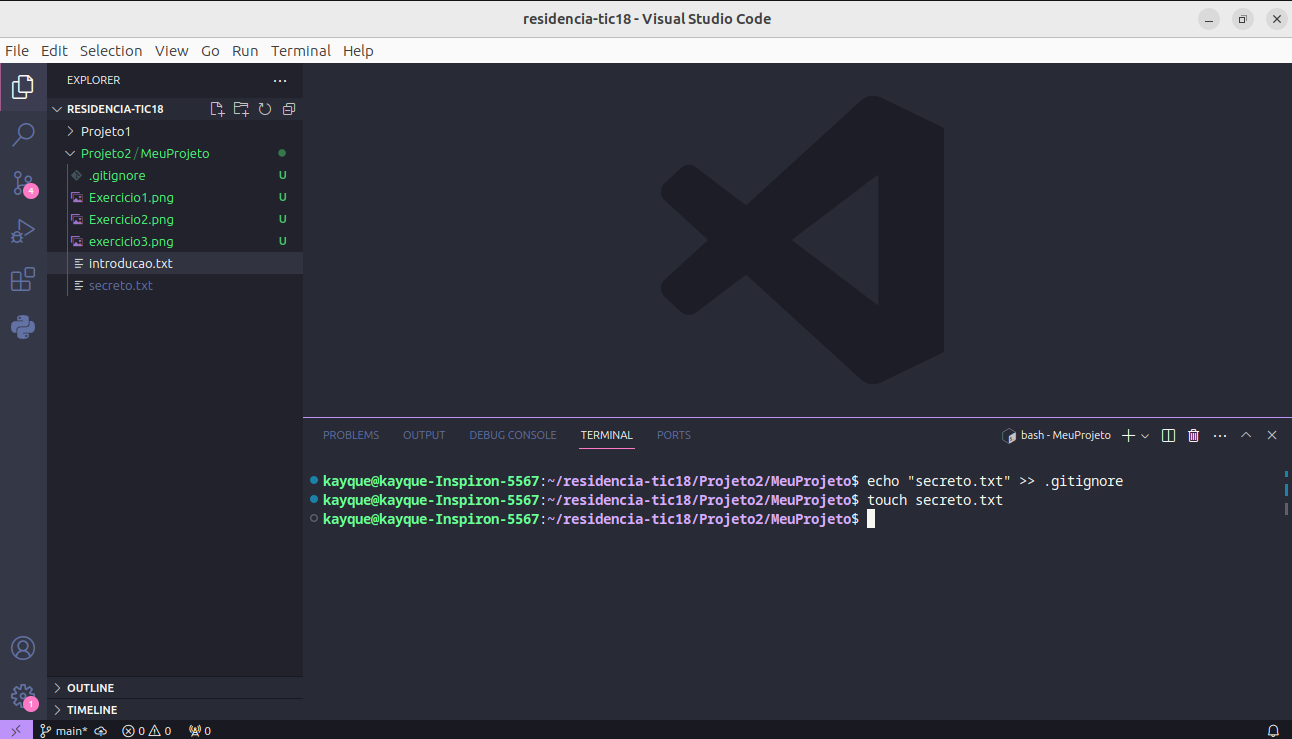 residencia-tic18 - Visual Studio Code
File Edit Selection View Go Run Terminal Help
EXPLORER
RESIDENCIA-TIC18
Projeto1
Projeto2 / MeuProjeto
.gitignore U
4
Exercicio1.png U
Exercicio2.png U
exercicio3.png U
introducao.txt
secreto.txt
PROBLEMS OUTPUT DEBUG CONSOLE TERMINAL PORTS bash - MeuProjeto
kayque@kayque-Inspiron-5567:~/residencia-tic18/Projeto2/MeuProjeto$ echo "secreto.txt" >> .gitignore
kayque@kayque-Inspiron-5567:~/residencia-tic18/Projeto2/MeuProjeto$ touch secreto.txt
kayque@kayque-Inspiron-5567:~/residencia-tic18/Projeto2/MeuProjeto$
OUTLINE
1
TIMELINE
main* 0 0 0